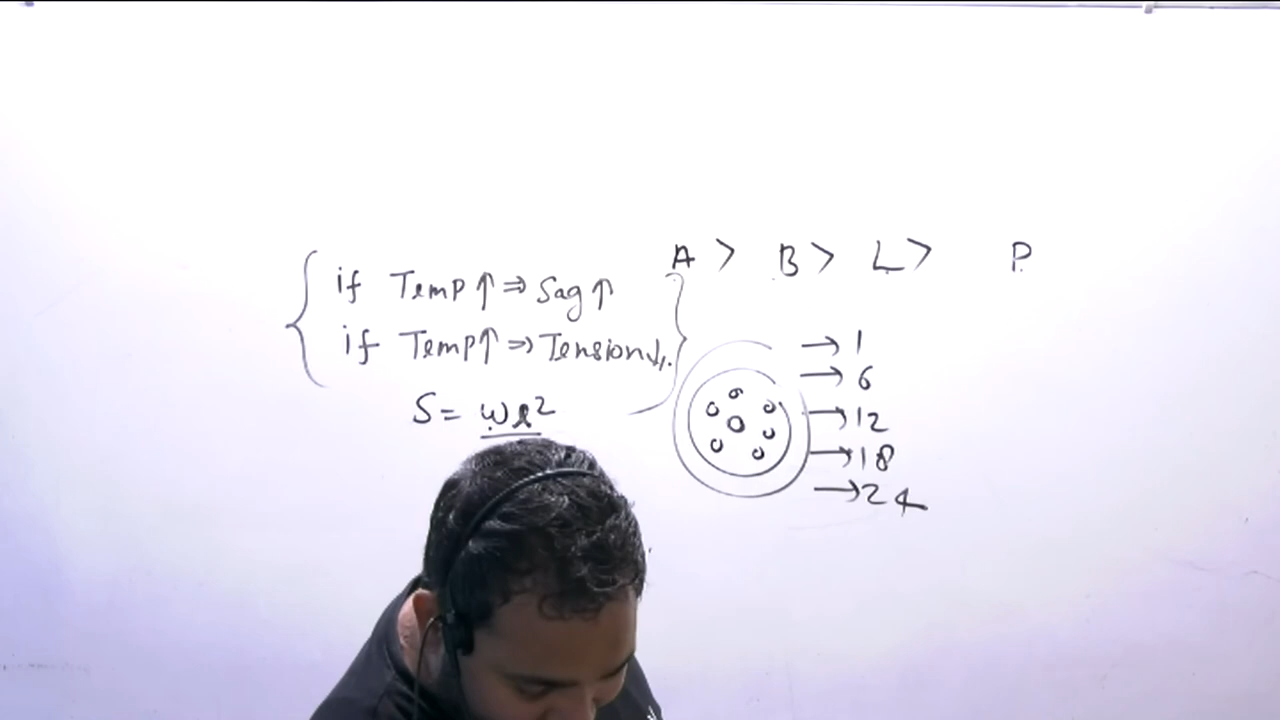 if Temp↑ ⇒ Sag↑
if Temp↑ ⇒ Tension↓.
S = wl²
A > B > L > P
→ 1
→ 6
→ 12
→ 18
→ 24